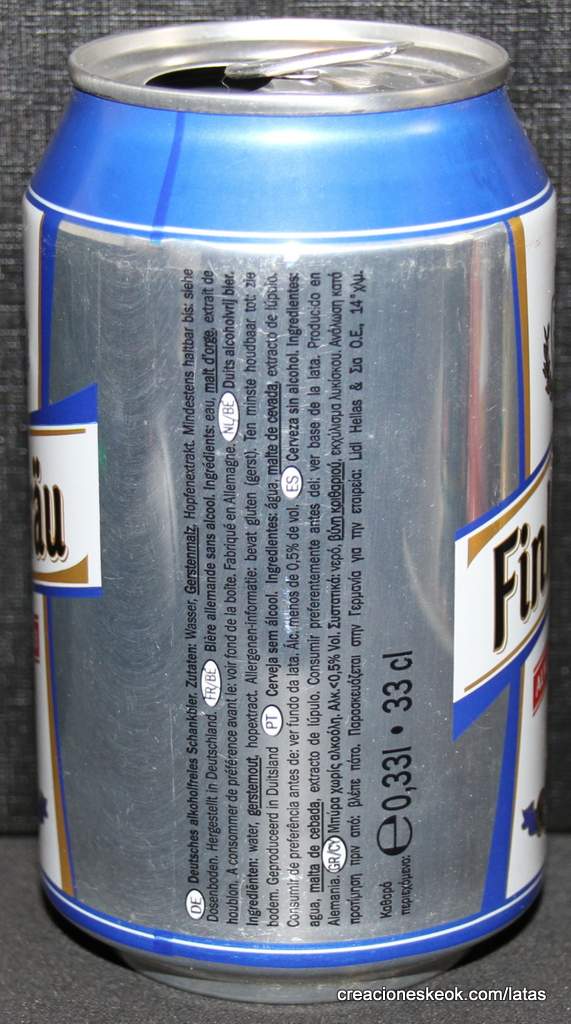 DE Deutsches alkoholfreies Schankbier. Zutaten: Wasser, Gerstenmalz, Hopfenextrakt. Mindestens haltbar bis: siehe
Dosenboden. Hergestellt in Deutschland. FR/BE Bière allemande sans alcool. Ingrédients: eau, malt d'orge, extrait de
houblon. A consommer de préférence avant le: voir fond de la boîte. Fabriqué en Allemagne. NL/BE Duits alcoholvrij bier.
Ingrediënten: water, gerstemout, hopextract. Allergenen-informatie: bevat gluten (gerst). Ten minste houdbaar tot: zie
bodem. Geproduceerd in Duitsland PT Cerveja sem álcool. Ingredientes: água, malte de cevada, extracto de lúpulo.
Consumir de preferência antes de: ver fundo da lata. Alc. menos de 0,5% de vol. ES Cerveza sin alcohol. Ingredientes:
agua, malta de cebada, extracto de lúpulo. Consumir preferentemente antes del: ver base de la lata. Producido en
Alemania. GR/CY Μπύρα χωρίς αλκοόλη. Αλκ <0,5% Vol. Συστατικά: νερό, βύνη κριθαριού, εκχύλισμα λυκίσκου. Ανάλωση κατά
προτίμηση πριν από: βλέπε πάτο. Παρασκευάζεται στην Γερμανία για την εταιρεία: Lidl Hellas & Σια Ο.Ε., 14°χλμ.
Καθαρό
περιεχόμενο: e 0,33l • 33 cl
äu
Fin
creacioneskeok.com/latas